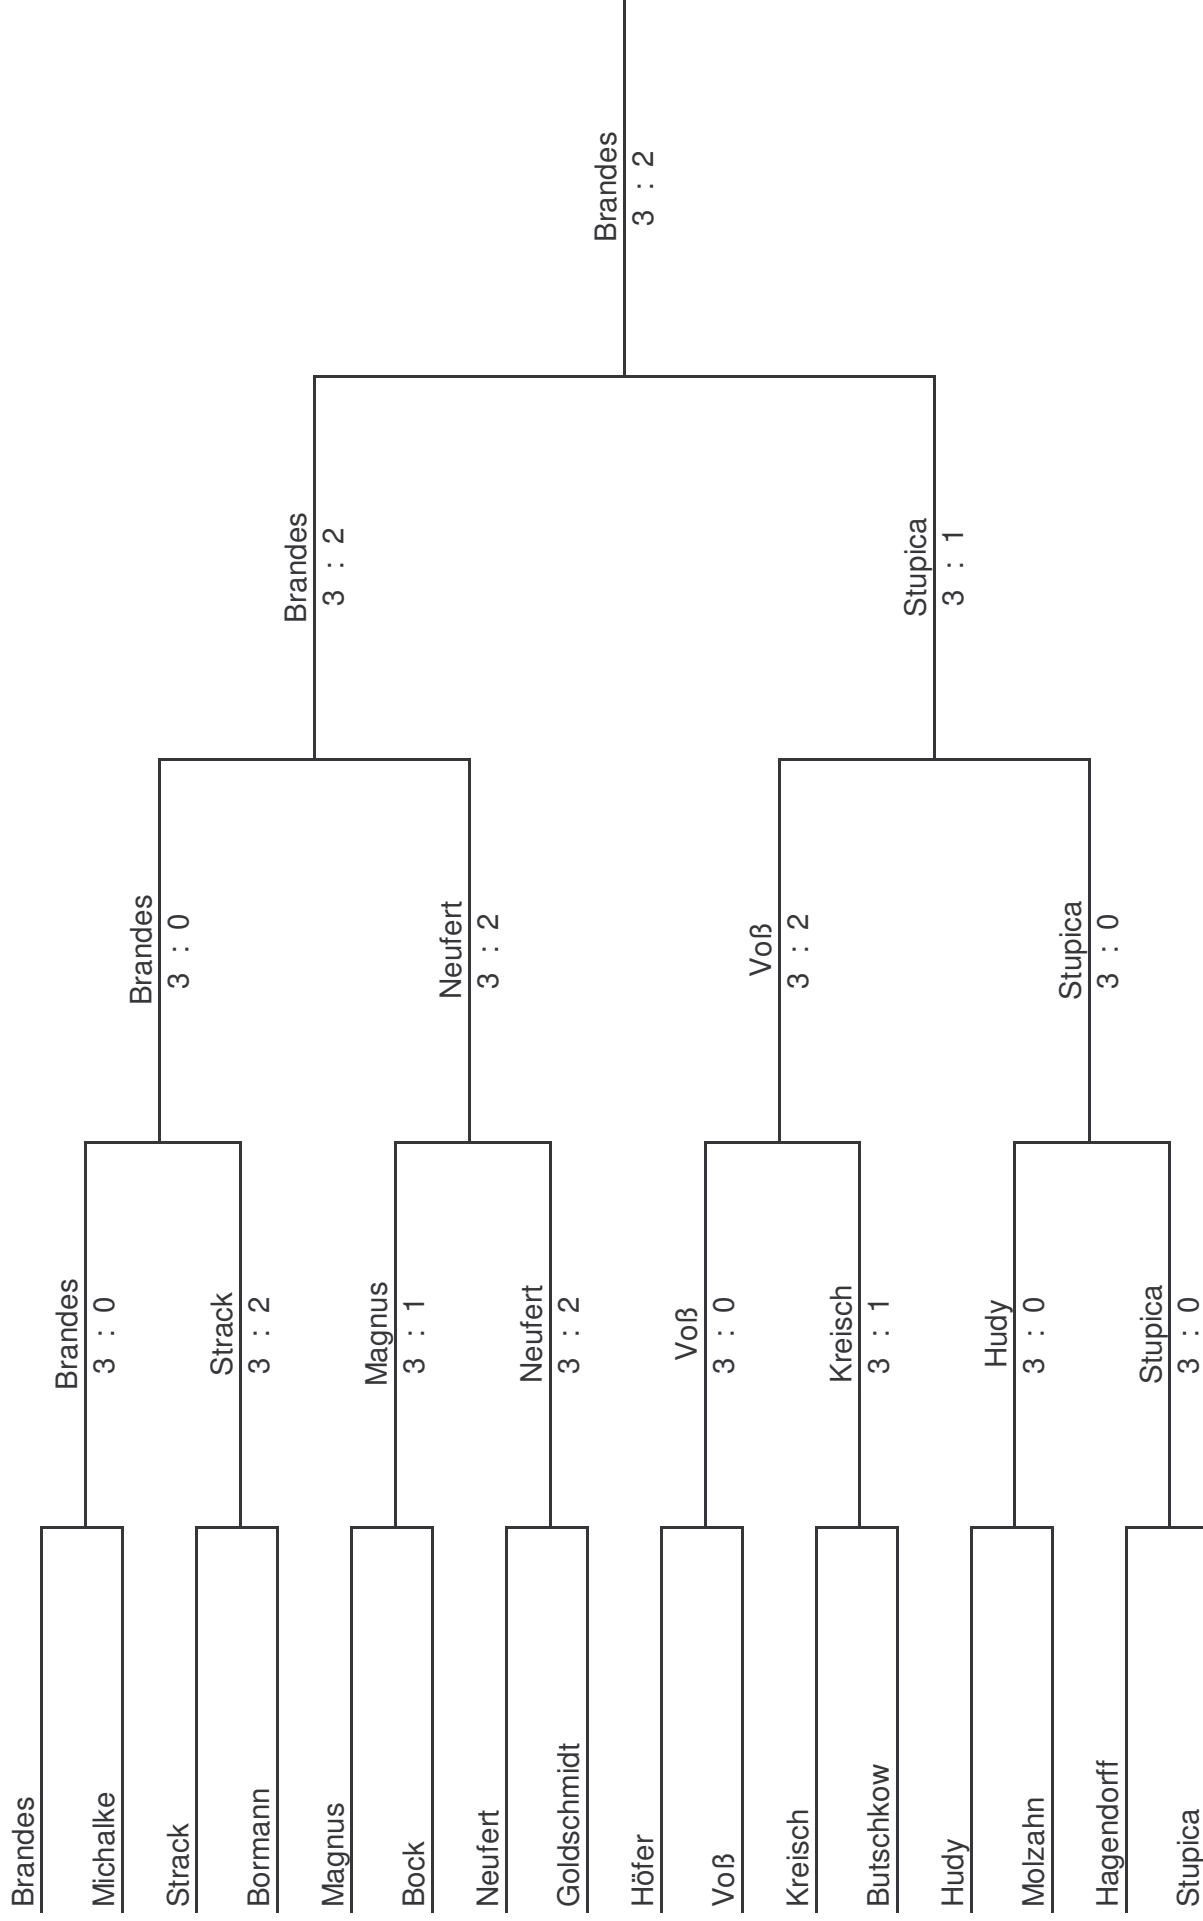 Brandes
Michalke
Strack
Bormann
Magnus
Bock
Neufert
Goldschmidt
Höfer
Voß
Kreisch
Butschkow
Hudy
Molzahn
Hagendorff
Stupica
Brandes
3 : 0
Strack
3 : 2
Magnus
3 : 1
Neufert
3 : 2
Voß
3 : 0
Kreisch
3 : 1
Hudy
3 : 0
Stupica
3 : 0
Brandes
3 : 0
Neufert
3 : 2
Voß
3 : 2
Stupica
3 : 0
Brandes
3 : 2
Stupica
3 : 1
Brandes
3 : 2